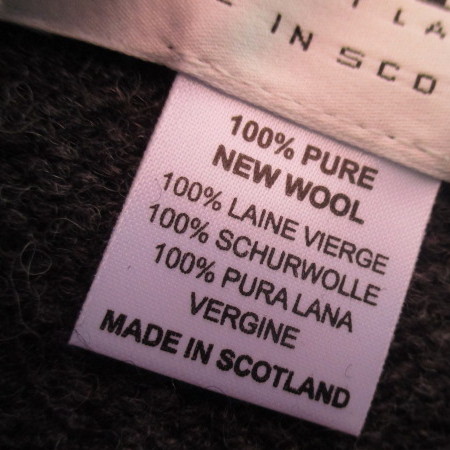 IN SCO
100% PURE
NEW WOOL
100% LAINE VIERGE
100% SCHURWOLLE
100% PURA LANA
VERGINE
MADE IN SCOTLAND